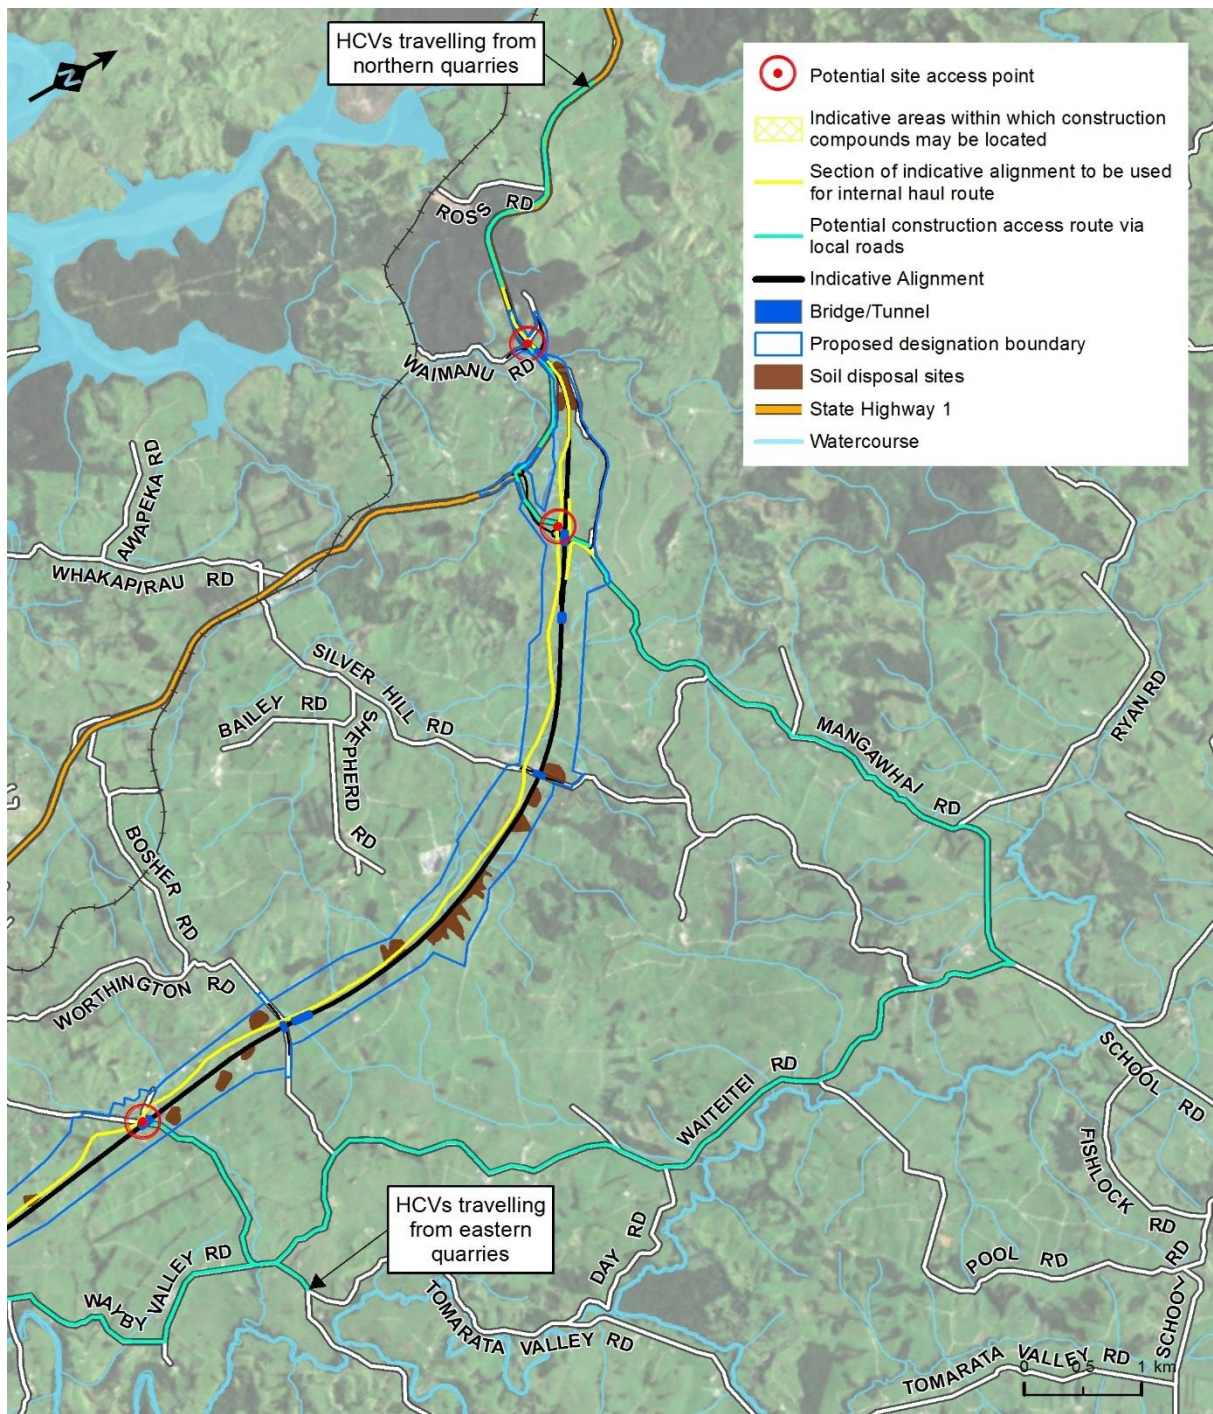 HCVs travelling from
northern quarries
N
Potential site access point
Indicative areas within which construction
compounds may be located
Section of indicative alignment to be used
for internal haul route
Potential construction access route via
local roads
Indicative Alignment
Bridge/Tunnel
Proposed designation boundary
Soil disposal sites
State Highway 1
Watercourse
ROSS RD
WAIMANU RD
AWAPEKA RD
WHAKAPIRAU RD
SILVER HILL RD
BAILEY RD
SHEPHERD RD
MANGAWHAI RD
RYAN RD
BOSHER RD
WORTHINGTON RD
SCHOOL RD
WAITEITEI RD
FISHLOCK RD
HCVs travelling
from eastern
quarries
WAYBY VALLEY RD
DAY RD
POOL RD
TOMARATA VALLEY RD
SCHOOL RD
TOMARATA VALLEY RD
0 0.5 1 km